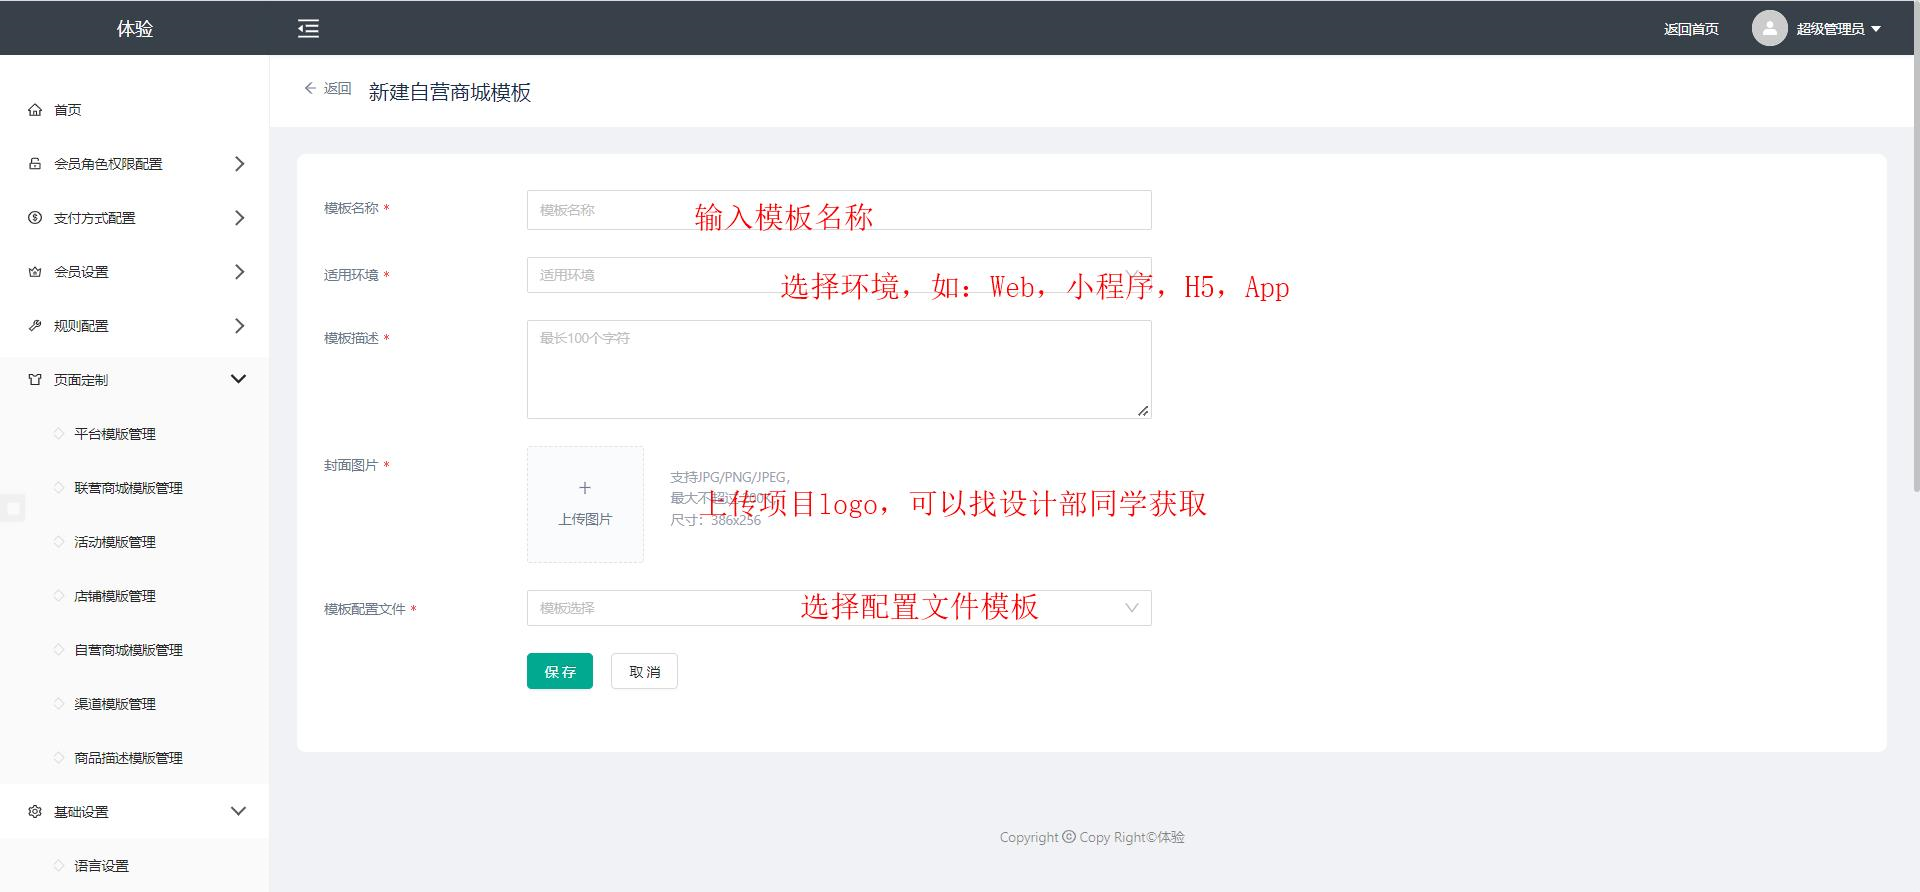 体验
返回首页
超级管理员
返回 新建自营商城模板
首页
会员角色权限配置
支付方式配置
会员设置
规则配置
页面定制
平台模版管理
联营商城模版管理
活动模版管理
店铺模版管理
自营商城模版管理
渠道模版管理
商品描述模版管理
基础设置
语言设置
模板名称 *
模板名称
输入模板名称
适用环境 *
适用环境
选择环境，如：Web，小程序，H5，App
模板描述 *
最长100个字符
封面图片 *
+
上传图片
支持JPG/PNG/JPEG,
最大不超过200
尺寸：386x256
上传项目logo，可以找设计部同学获取
模板配置文件 *
模板选择
选择配置文件模板
保存 取消
Copyright © Copy Right©体验